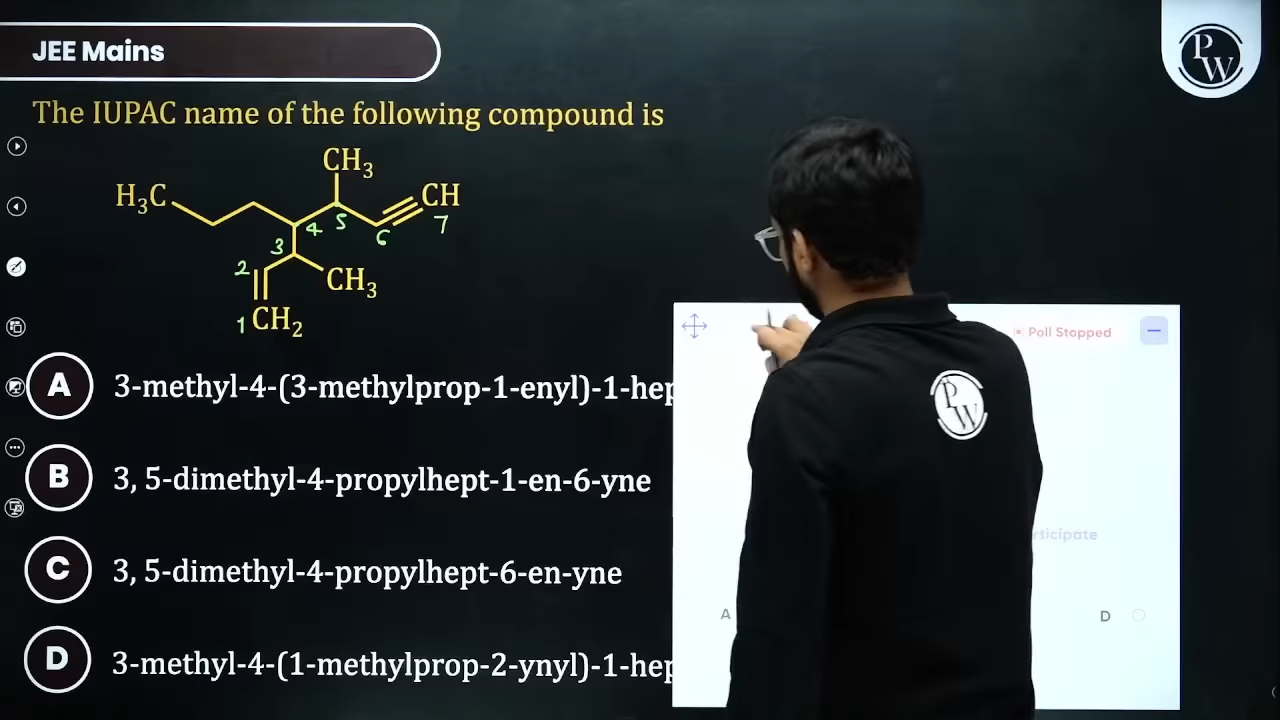 JEE Mains
PW
The IUPAC name of the following compound is
CH3
H3C
CH
4
5
6
7
3
2
CH3
1
CH2
Poll Stopped
A 3-methyl-4-(3-methylprop-1-enyl)-1-hep
PW
B 3, 5-dimethyl-4-propylhept-1-en-6-yne
C 3, 5-dimethyl-4-propylhept-6-en-yne
A
D
D 3-methyl-4-(1-methylprop-2-ynyl)-1-hep